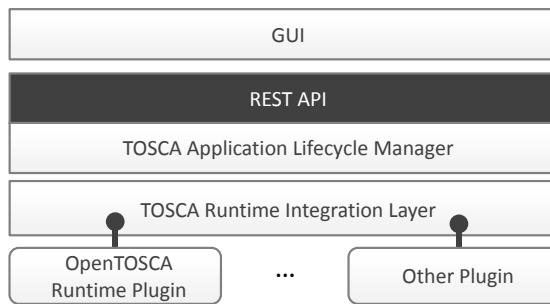 GUI
REST API
TOSCA Application Lifecycle Manager
TOSCA Runtime Integration Layer
OpenTOSCA
Runtime Plugin
...
Other Plugin